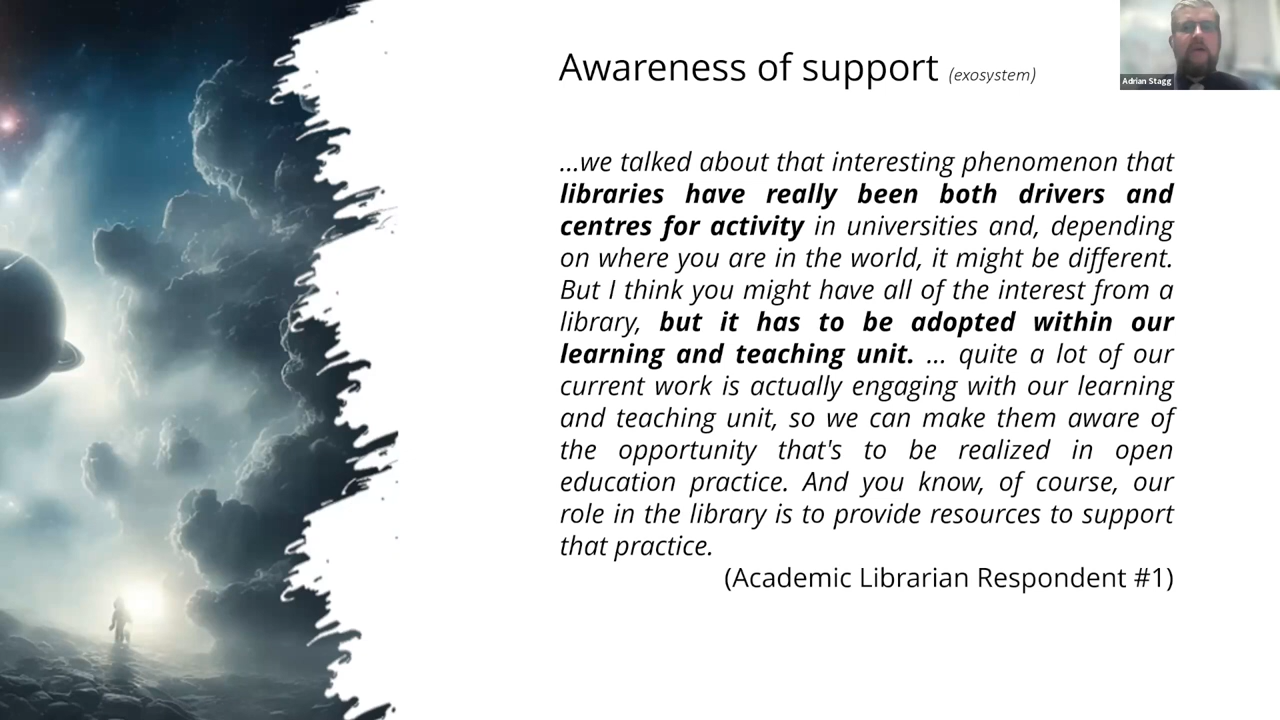 Awareness of support (exosystem)
Adrian Stagg
...we talked about that interesting phenomenon that
libraries have really been both drivers and
centres for activity in universities and, depending
on where you are in the world, it might be different.
But I think you might have all of the interest from a
library, but it has to be adopted within our
learning and teaching unit. ... quite a lot of our
current work is actually engaging with our learning
and teaching unit, so we can make them aware of
the opportunity that's to be realized in open
education practice. And you know, of course, our
role in the library is to provide resources to support
that practice.
(Academic Librarian Respondent #1)